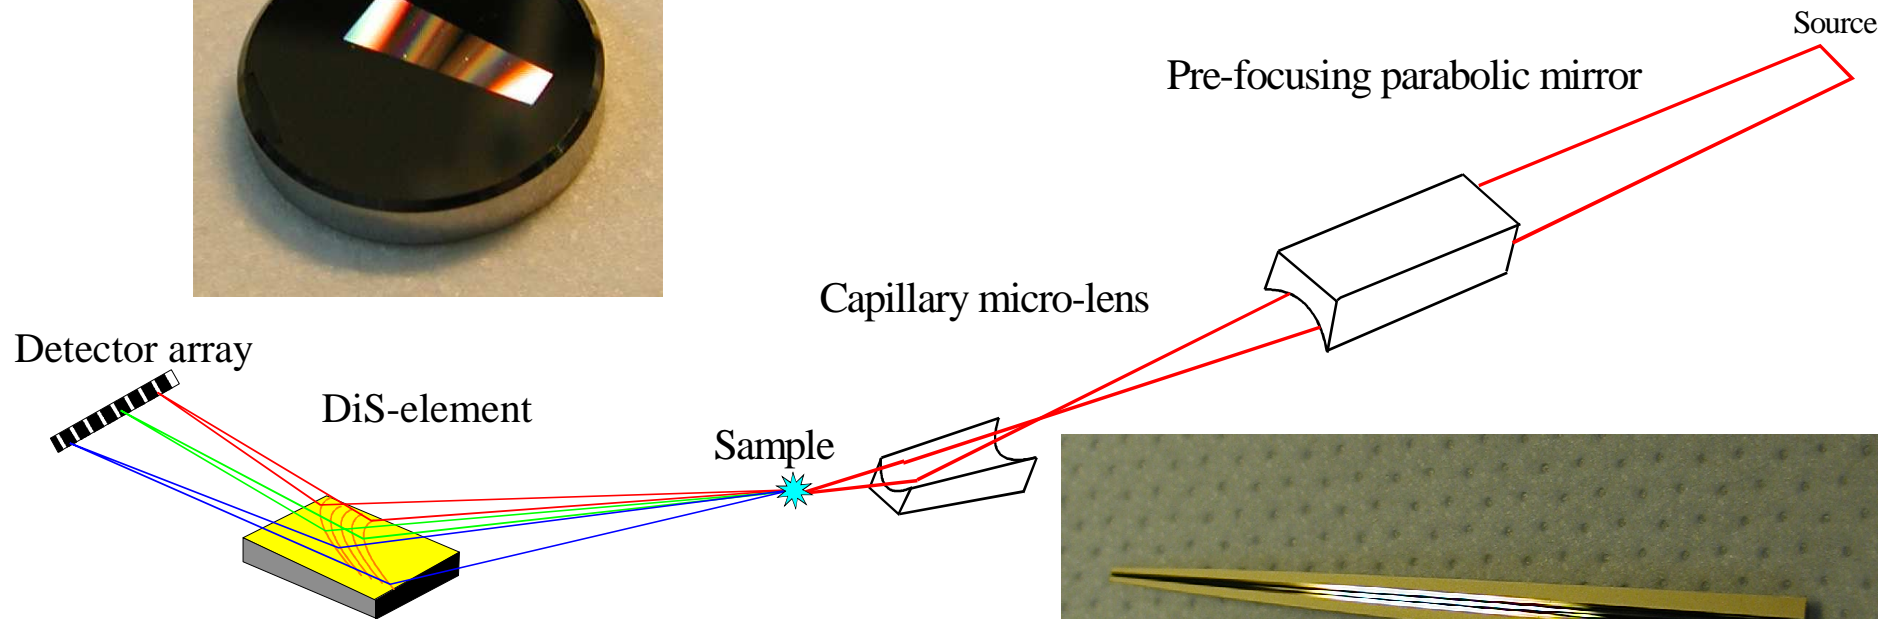 Source
Pre-focusing parabolic mirror
Capillary micro-lens
Detector array
DiS-element
Sample